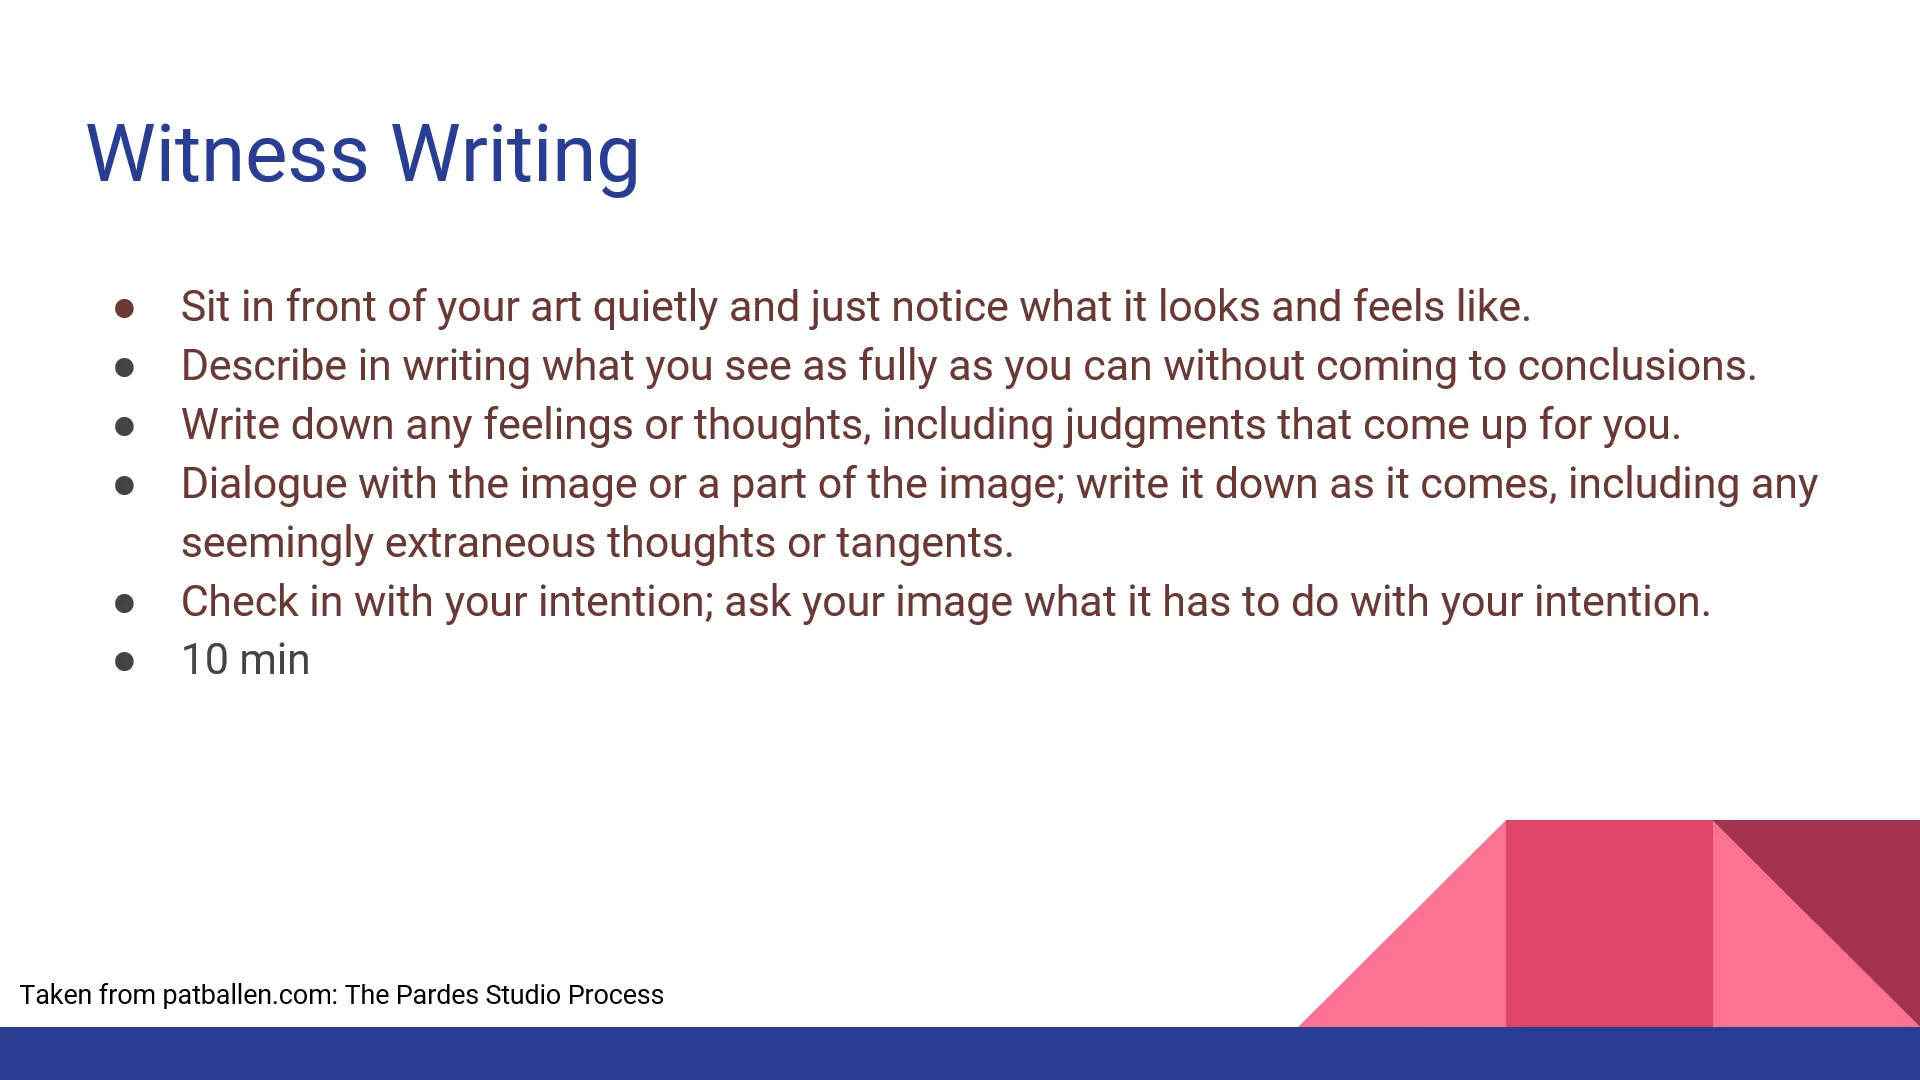 Witness Writing
● Sit in front of your art quietly and just notice what it looks and feels like.
● Describe in writing what you see as fully as you can without coming to conclusions.
● Write down any feelings or thoughts, including judgments that come up for you.
● Dialogue with the image or a part of the image; write it down as it comes, including any
seemingly extraneous thoughts or tangents.
● Check in with your intention; ask your image what it has to do with your intention.
● 10 min
Taken from patballen.com: The Pardes Studio Process